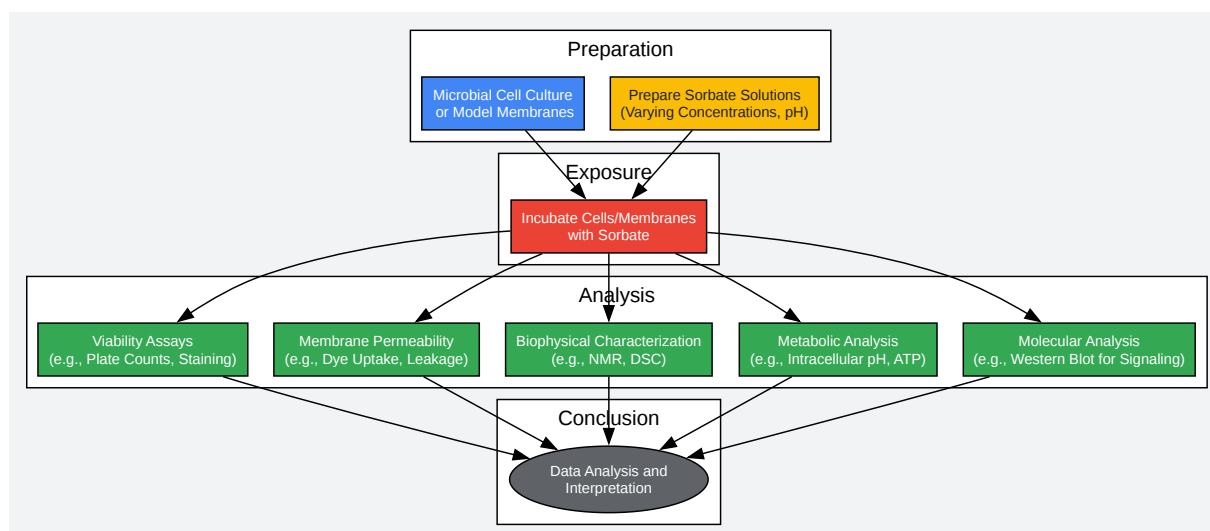 Preparation
Microbial Cell Culture
or Model Membranes
Prepare Sorbate Solutions
(Varying Concentrations, pH)
Exposure
Incubate Cells/Membranes
with Sorbate
Analysis
Viability Assays
(e.g., Plate Counts, Staining)
Membrane Permeability
(e.g., Dye Uptake, Leakage)
Biophysical Characterization
(e.g., NMR, DSC)
Metabolic Analysis
(e.g., Intracellular pH, ATP)
Molecular Analysis
(e.g., Western Blot for Signaling)
Conclusion
Data Analysis and
Interpretation